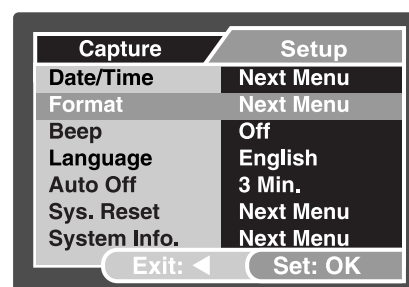 Capture Setup
Date/Time Next Menu
Format Next Menu
Beep Off
Language English
Auto Off 3 Min.
Sys. Reset Next Menu
System Info. Next Menu
Exit: ◀ Set: OK